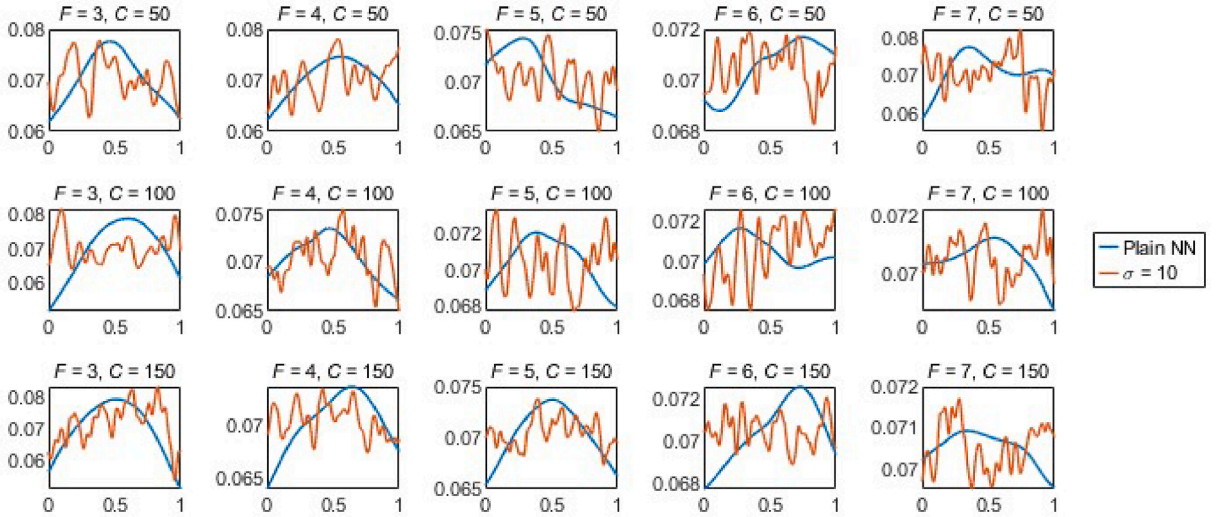 F = 3, C = 50
F = 4, C = 50
F = 5, C = 50
F = 6, C = 50
F = 7, C = 50
0.08
0.07
0.06
0 0.5 1
0.08
0.07
0.06
0 0.5 1
0.075
0.07
0.065
0 0.5 1
0.072
0.07
0.068
0 0.5 1
0.08
0.07
0.06
0 0.5 1
F = 3, C = 100
F = 4, C = 100
F = 5, C = 100
F = 6, C = 100
F = 7, C = 100
0.08
0.07
0.06
0 0.5 1
0.075
0.07
0.065
0 0.5 1
0.072
0.07
0.068
0 0.5 1
0.072
0.07
0.068
0 0.5 1
0.072
0.07
0 0.5 1
Plain NN
σ = 10
F = 3, C = 150
F = 4, C = 150
F = 5, C = 150
F = 6, C = 150
F = 7, C = 150
0.08
0.07
0.06
0 0.5 1
0.07
0.065
0 0.5 1
0.075
0.07
0.065
0 0.5 1
0.072
0.07
0.068
0 0.5 1
0.072
0.071
0.07
0 0.5 1